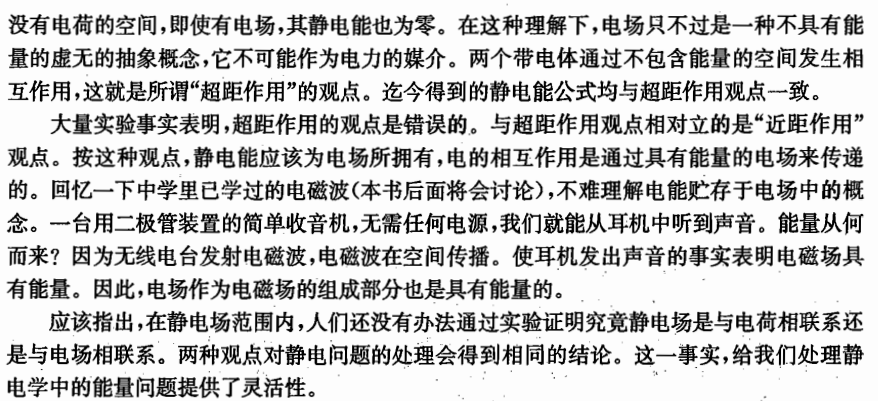 没有电荷的空间,即使有电场,其静电能也为零。在这种理解下,电场只不过是一种不具有能
量的虚无的抽象概念,它不可能作为电力的媒介。两个带电体通过不包含能量的空间发生相
互作用,这就是所谓“超距作用”的观点。迄今得到的静电能公式均与超距作用观点一致。
大量实验事实表明,超距作用的观点是错误的。与超距作用观点相对立的是“近距作用”
观点。按这种观点,静电能应该为电场所拥有,电的相互作用是通过具有能量的电场来传递
的。回忆一下中学里已学过的电磁波(本书后面将会讨论),不难理解电能贮存于电场中的概
念。一台用二极管装置的简单收音机,无需任何电源,我们就能从耳机中听到声音。能量从何
而来?因为无线电台发射电磁波,电磁波在空间传播。使耳机发出声音的事实表明电磁场具
有能量。因此,电场作为电磁场的组成部分也是具有能量的。
应该指出,在静电场范围内,人们还没有办法通过实验证明究竟静电场是与电荷相联系还
是与电场相联系。两种观点对静电问题的处理会得到相同的结论。这一事实,给我们处理静
电学中的能量问题提供了灵活性。